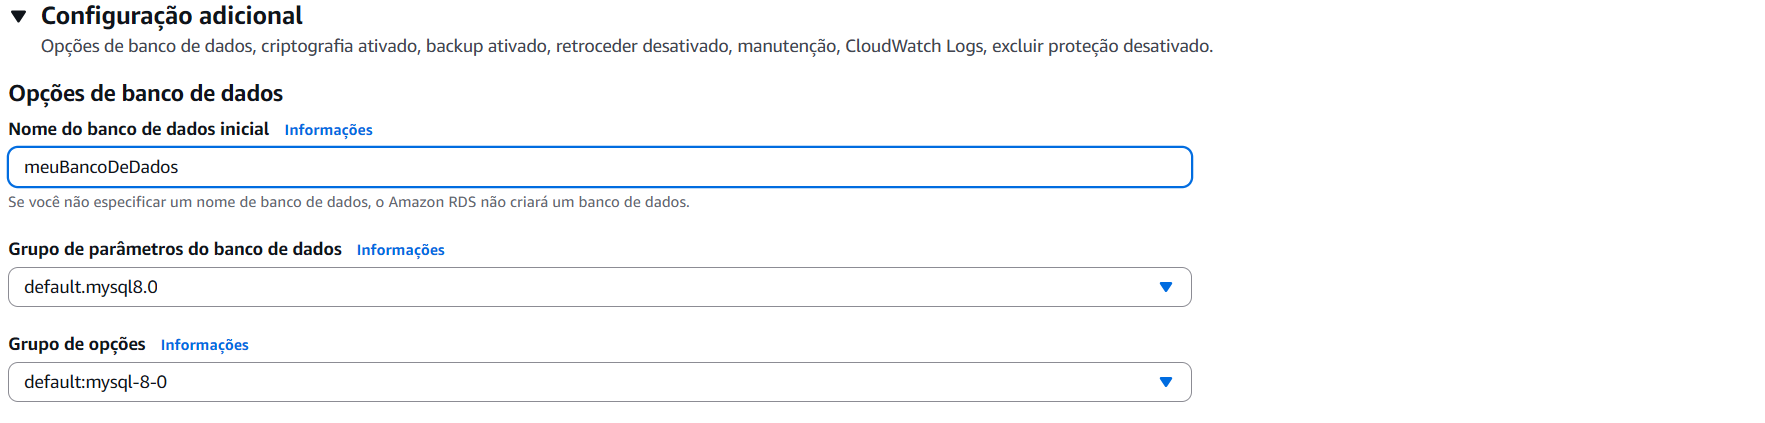 Configuração adicional
Opções de banco de dados, criptografia ativado, backup ativado, retroceder desativado, manutenção, CloudWatch Logs, excluir proteção desativado.
Opções de banco de dados
Nome do banco de dados inicial Informações
meuBancoDeDados
Se você não especificar um nome de banco de dados, o Amazon RDS não criará um banco de dados.
Grupo de parâmetros do banco de dados Informações
default.mysql8.0
Grupo de opções Informações
default:mysql-8-0